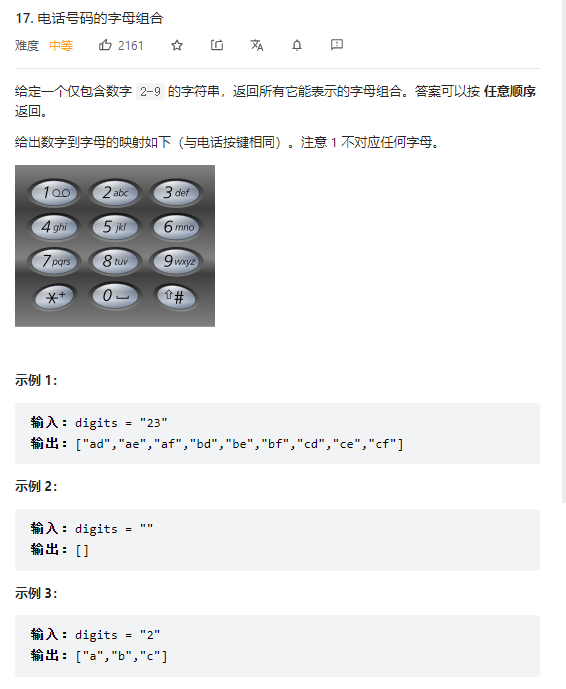 17. 电话号码的字母组合
难度 中等 2161
给定一个仅包含数字 2-9 的字符串，返回所有它能表示的字母组合。答案可以按 任意顺序
返回。
给出数字到字母的映射如下（与电话按键相同）。注意 1 不对应任何字母。
1 2 abc 3 def
4 ghi 5 jkl 6 mno
7 pqrs 8 tuv 9 wxyz
*+ 0 #
示例 1：
输入：digits = "23"
输出：["ad","ae","af","bd","be","bf","cd","ce","cf"]
示例 2：
输入：digits = ""
输出：[]
示例 3：
输入：digits = "2"
输出：["a","b","c"]